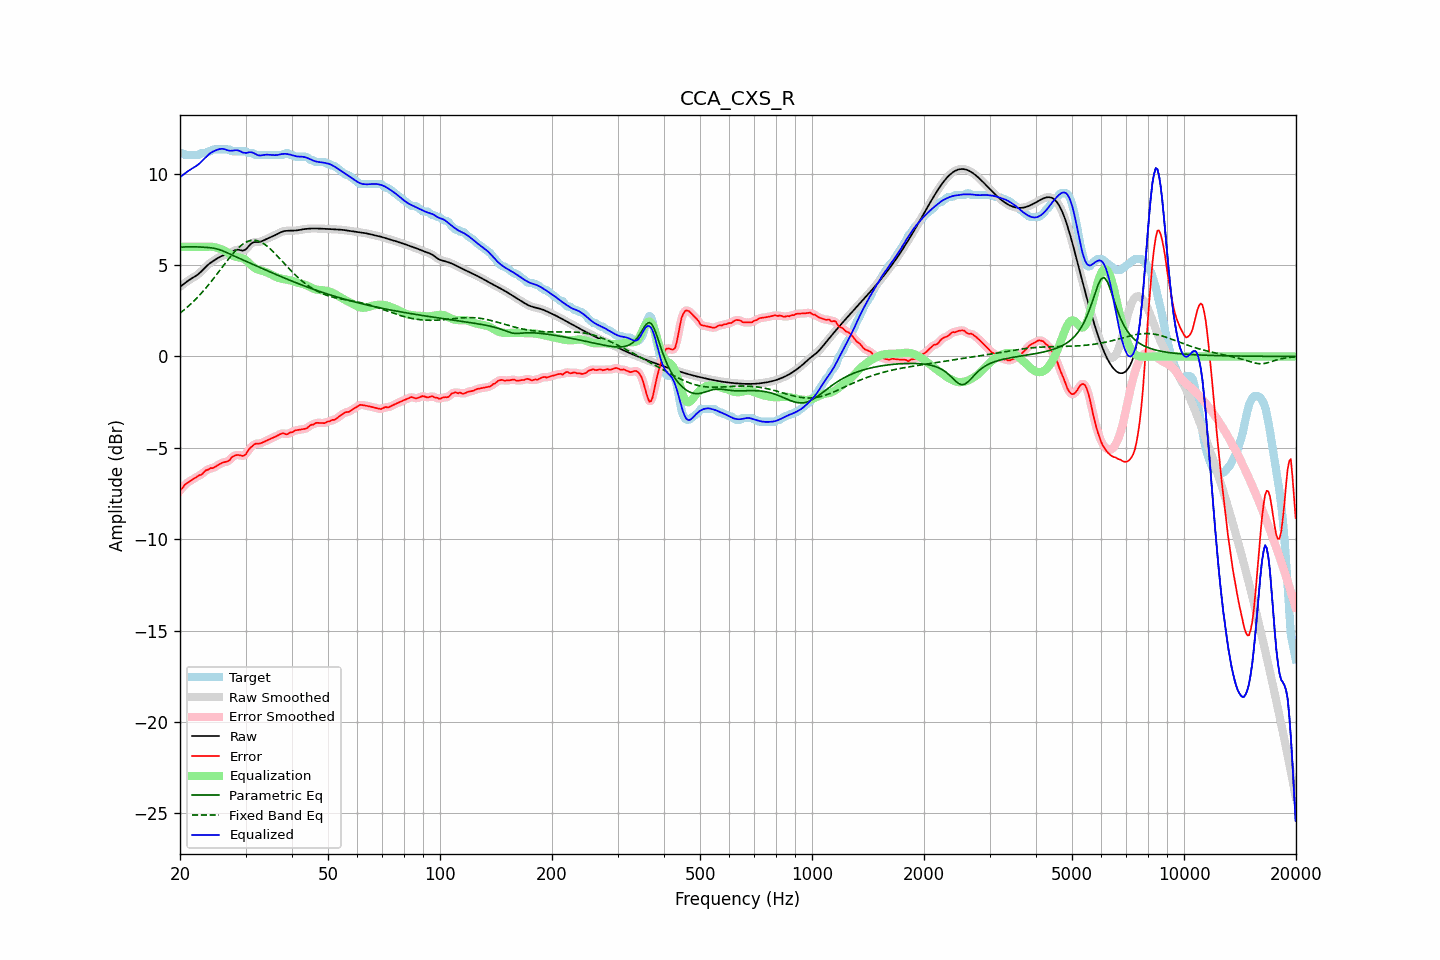 CCA_CXS_R
Amplitude (dBr)
10
5
0
−5
−10
−15
−20
−25
Target
Raw Smoothed
Error Smoothed
Raw
Error
Equalization
Parametric Eq
Fixed Band Eq
Equalized
20 50 100 200 500 1000 2000 5000 10000 20000
Frequency (Hz)